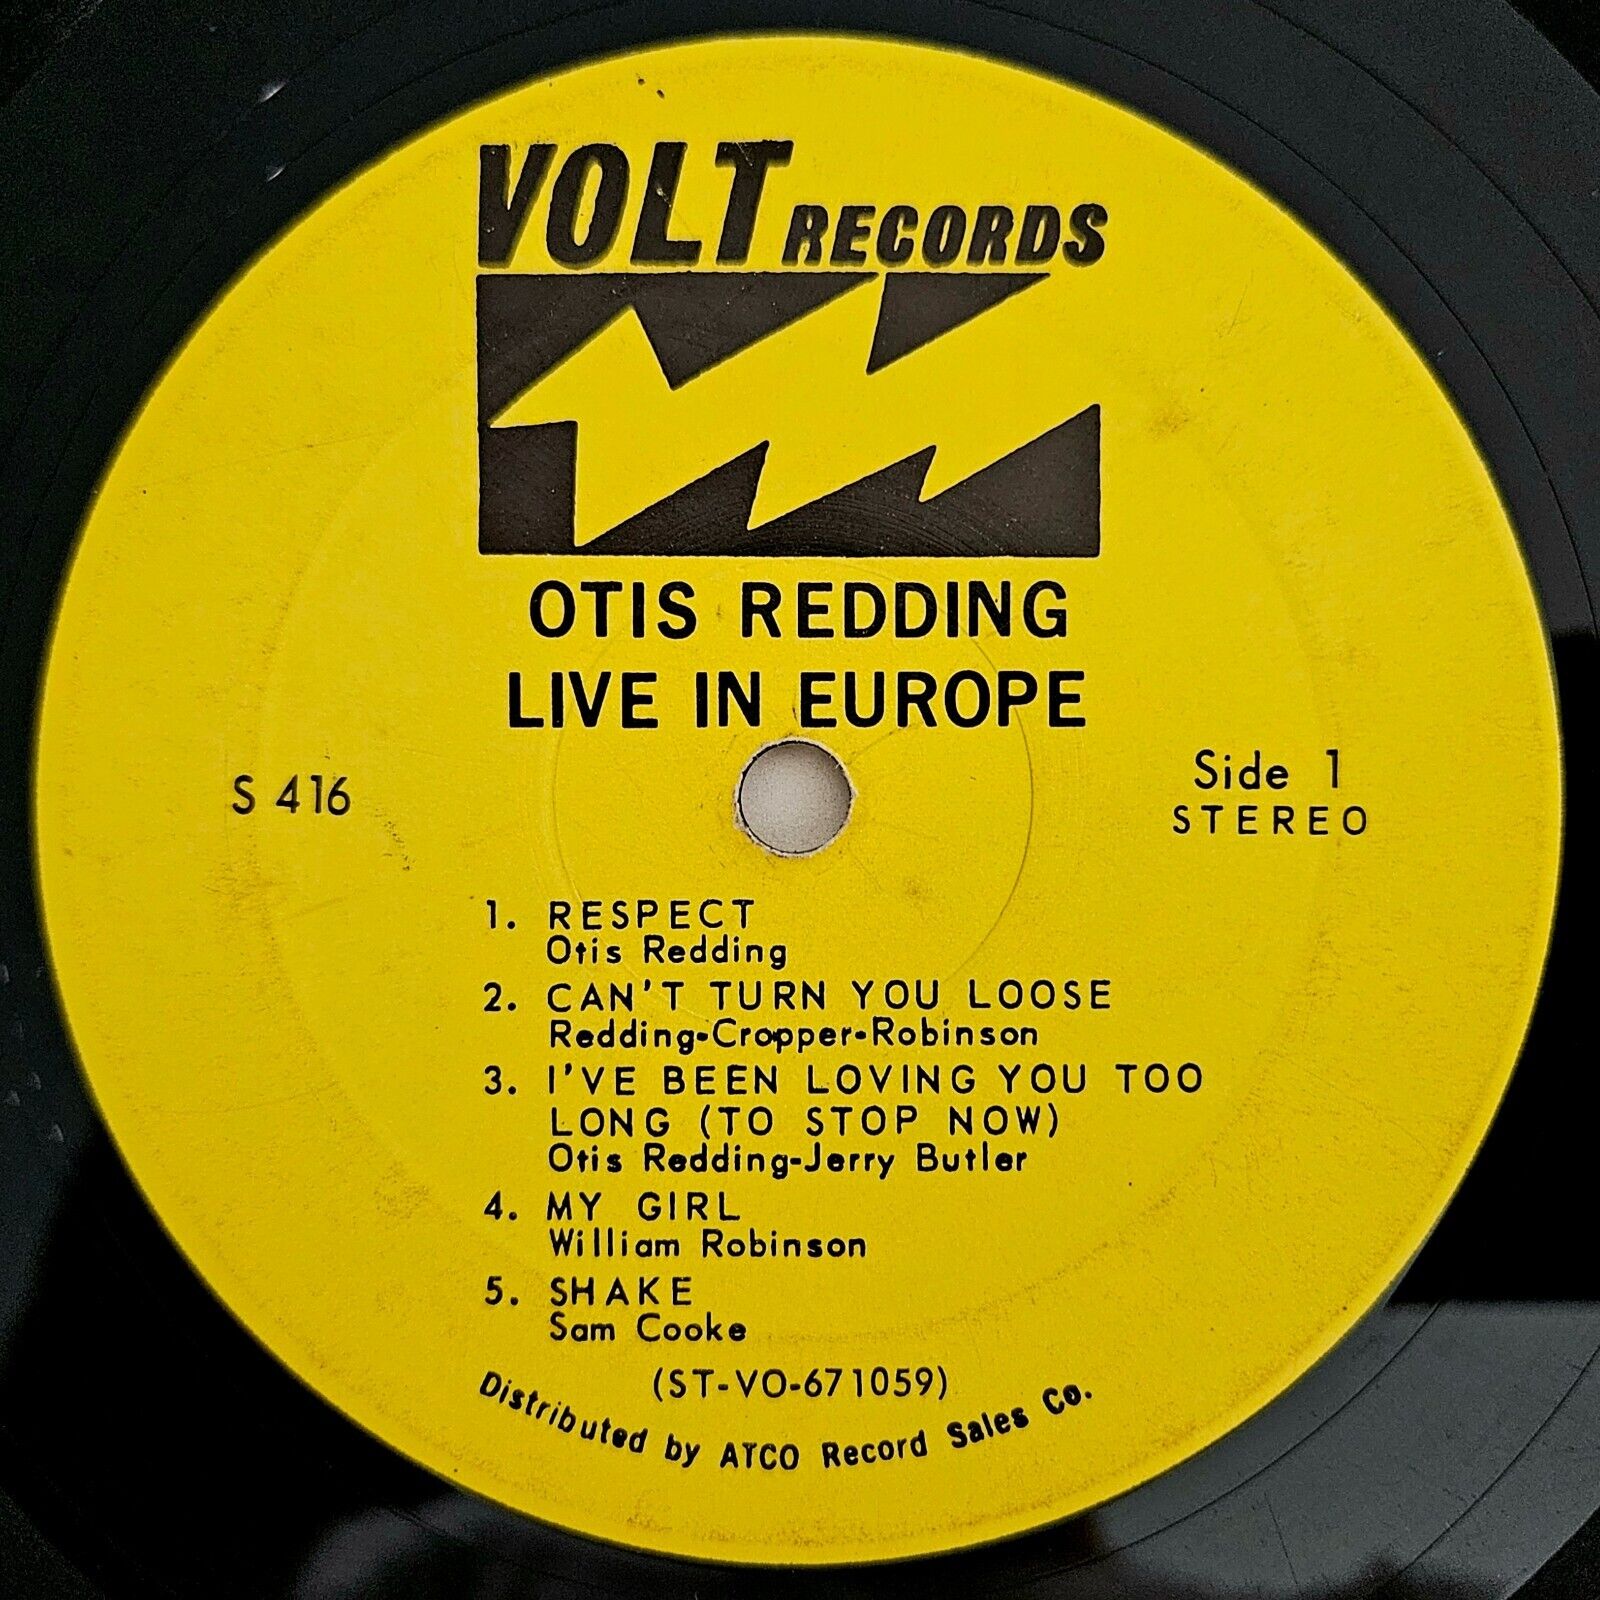 VOLT RECORDS
OTIS REDDING
LIVE IN EUROPE
S 416
Side 1
STEREO
1. RESPECT
Otis Redding
2. CAN'T TURN YOU LOOSE
Redding-Cropper-Robinson
3. I'VE BEEN LOVING YOU TOO
LONG (TO STOP NOW)
Otis Redding-Jerry Butler
4. MY GIRL
William Robinson
5. SHAKE
Sam Cooke
(ST-VO-671059)
Distributed by ATCO Record Sales Co.